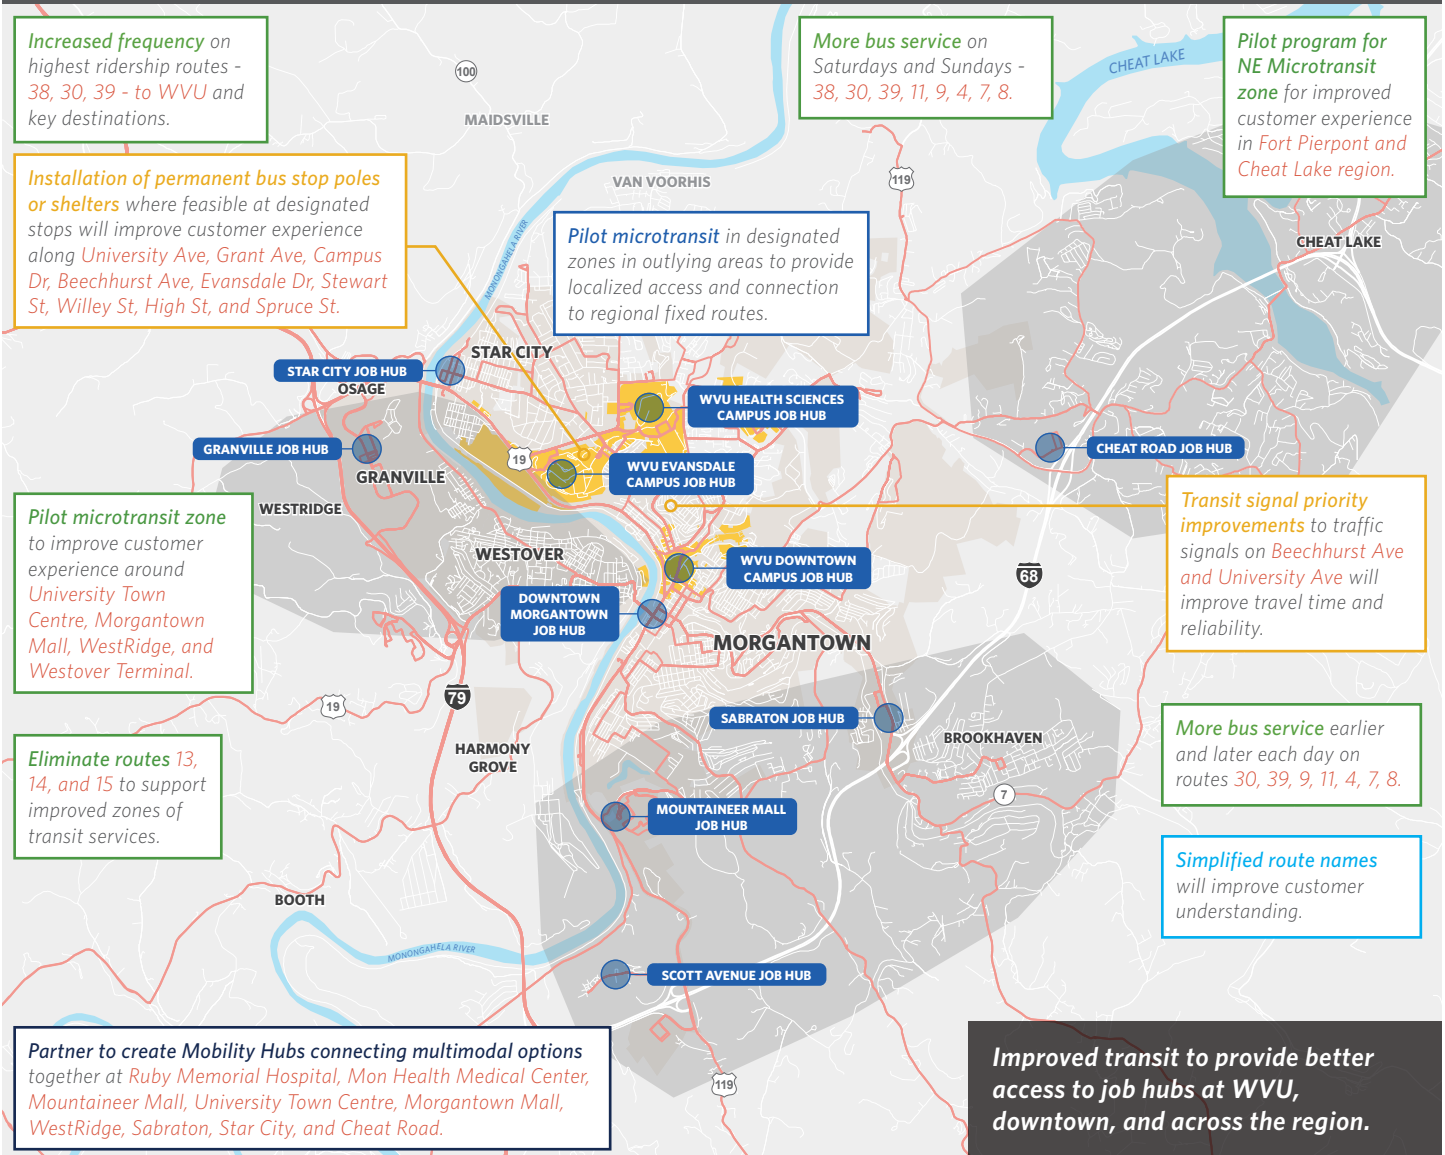 Increased frequency on
highest ridership routes -
38, 30, 39 - to WVU and
key destinations.
100
MAIDSVILLE
More bus service on
Saturdays and Sundays -
38, 30, 39, 11, 9, 4, 7, 8.
CHEAT LAKE
Pilot program for
NE Microtransit
zone for improved
customer experience
in Fort Pierpont and
Cheat Lake region.
Installation of permanent bus stop poles
or shelters where feasible at designated
stops will improve customer experience
along University Ave, Grant Ave, Campus
Dr, Beechhurst Ave, Evansdale Dr, Stewart
St, Willey St, High St, and Spruce St.
VAN VOORHIS
119
MONONGAHELA RIVER
Pilot microtransit in designated
zones in outlying areas to provide
localized access and connection
to regional fixed routes.
CHEAT LAKE
STAR CITY
STAR CITY JOB HUB
OSAGE
WVU HEALTH SCIENCES
CAMPUS JOB HUB
GRANVILLE JOB HUB
GRANVILLE
19
WVU EVANSDALE
CAMPUS JOB HUB
CHEAT ROAD JOB HUB
WESTRIDGE
Pilot microtransit zone
to improve customer
experience around
University Town
Centre, Morgantown
Mall, WestRidge, and
Westover Terminal.
WESTOVER
WVU DOWNTOWN
CAMPUS JOB HUB
DOWNTOWN
MORGANTOWN
JOB HUB
68
Transit signal priority
improvements to traffic
signals on Beechhurst Ave
and University Ave will
improve travel time and
reliability.
MORGANTOWN
79
19
SABRATON JOB HUB
BROOKHAVEN
HARMONY
GROVE
Eliminate routes 13,
14, and 15 to support
improved zones of
transit services.
More bus service earlier
and later each day on
routes 30, 39, 9, 11, 4, 7, 8.
7
MOUNTAINEER MALL
JOB HUB
Simplified route names
will improve customer
understanding.
BOOTH
MONONGAHELA RIVER
SCOTT AVENUE JOB HUB
Partner to create Mobility Hubs connecting multimodal options
together at Ruby Memorial Hospital, Mon Health Medical Center,
Mountaineer Mall, University Town Centre, Morgantown Mall,
WestRidge, Sabraton, Star City, and Cheat Road.
119
Improved transit to provide better
access to job hubs at WVU,
downtown, and across the region.